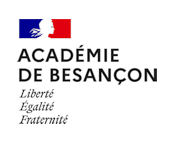 ACADÉMIE
DE BESANÇON
Liberté
Égalité
Fraternité